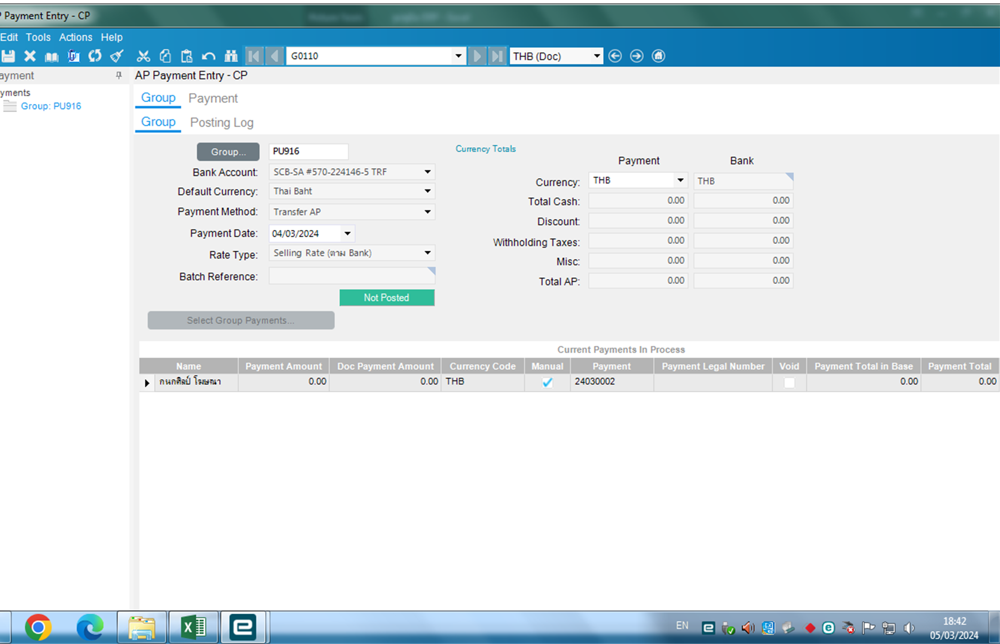 Payment Entry - CP
Edit Tools Actions Help
G0110
THB (Doc)
ayment
AP Payment Entry - CP
yments
Group: PU916
Group Payment
Group Posting Log
Group... PU916
Bank Account: SCB-SA #570-224146-5 TRF
Default Currency: Thai Baht
Payment Method: Transfer AP
Payment Date: 04/03/2024
Rate Type: Selling Rate (ตาม Bank)
Batch Reference:
Not Posted
Select Group Payments...
Currency Totals
Payment Bank
Currency: THB THB
Total Cash: 0.00 0.00
Discount: 0.00 0.00
Withholding Taxes: 0.00 0.00
Misc: 0.00 0.00
Total AP: 0.00 0.00
Current Payments In Process
Name Payment Amount Doc Payment Amount Currency Code Manual Payment Payment Legal Number Void Payment Total in Base Payment Total
กนกศิลป์ โฆษณา 0.00 0.00 THB 24030002 0.00 0.00
EN
18:42
05/03/2024